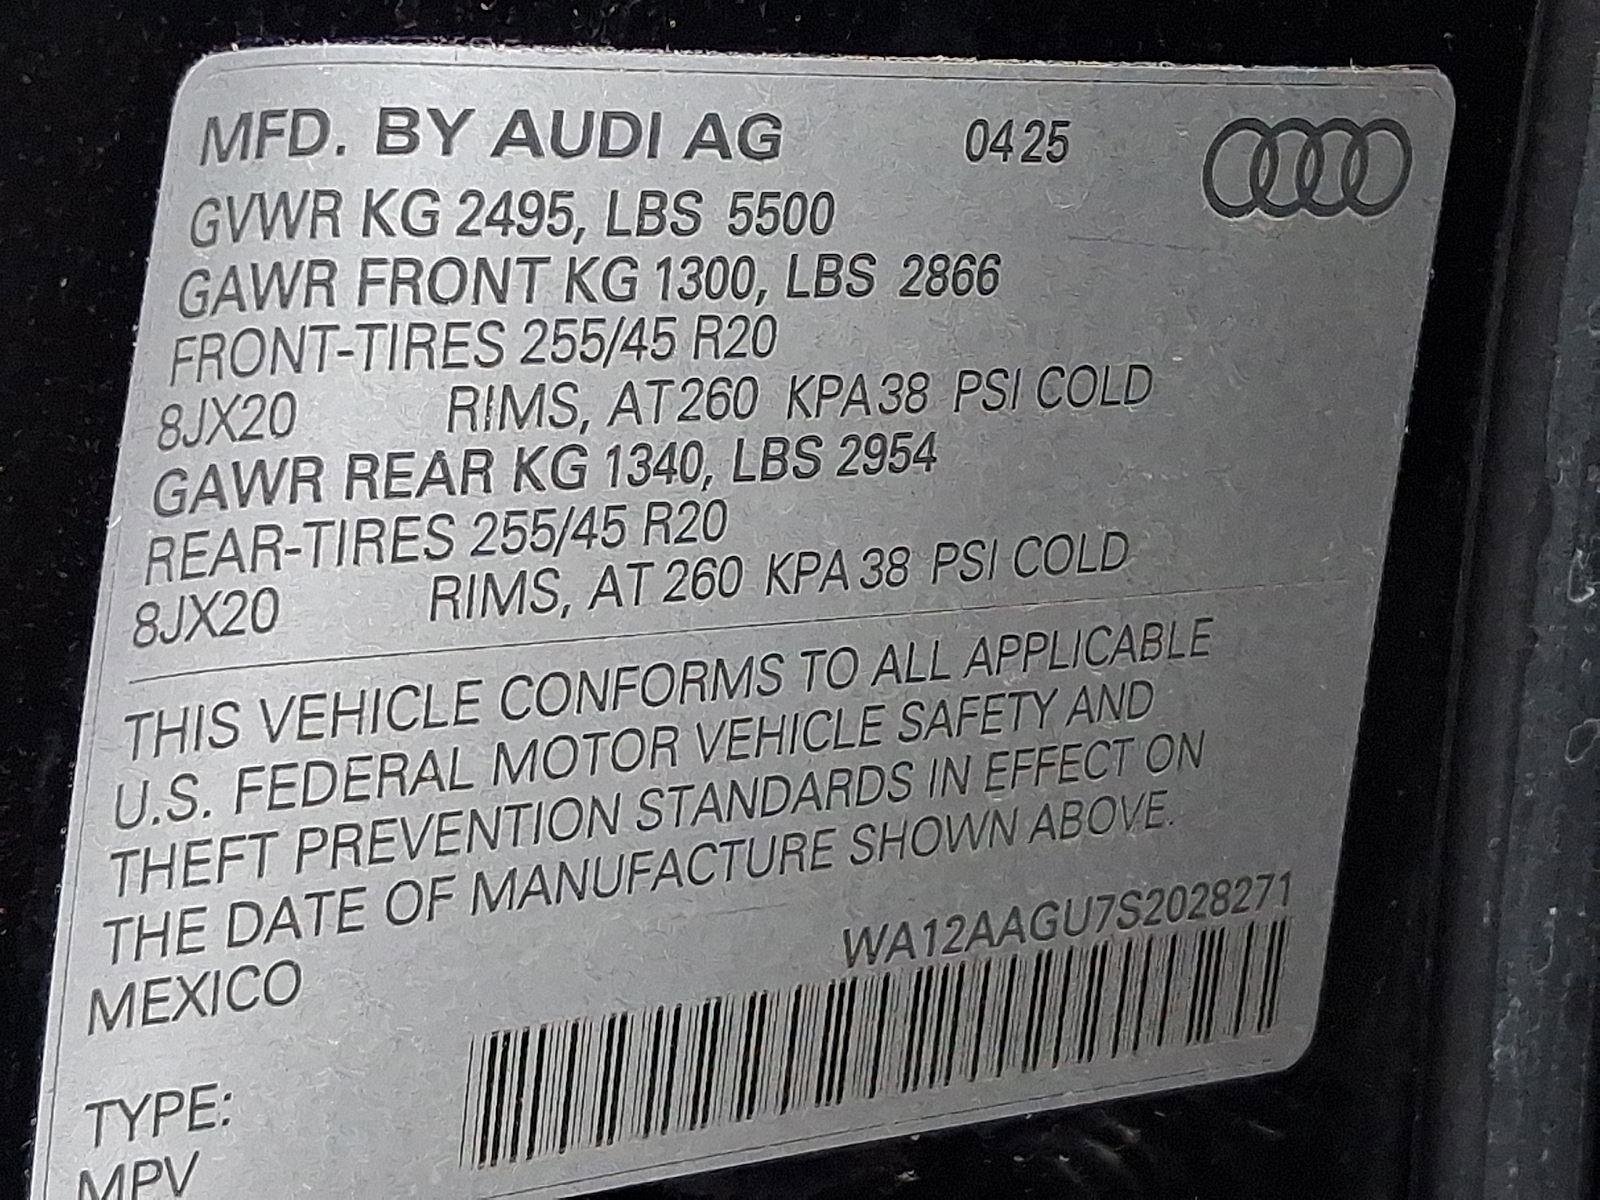 MFD. BY AUDI AG 0425
GVWR KG 2495, LBS 5500
GAWR FRONT KG 1300, LBS 2866
FRONT-TIRES 255/45 R20
8JX20 RIMS, AT 260 KPA 38 PSI COLD
GAWR REAR KG 1340, LBS 2954
REAR-TIRES 255/45 R20
8JX20 RIMS, AT 260 KPA 38 PSI COLD
THIS VEHICLE CONFORMS TO ALL APPLICABLE
U.S. FEDERAL MOTOR VEHICLE SAFETY AND
THEFT PREVENTION STANDARDS IN EFFECT ON
THE DATE OF MANUFACTURE SHOWN ABOVE.
WA12AAGU7S2028271
MEXICO
TYPE:
MPV